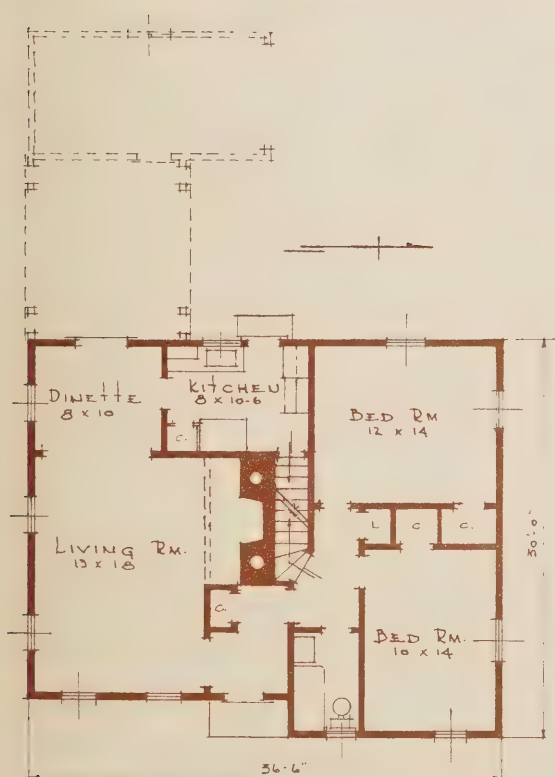 DINETTE
8 x 10
KITCHEN
8 x 10-6
C.
BED RM
12 x 14
LIVING RM.
13 x 18
L
C
C.
C.
BED RM.
10 x 14
30'-0"
36-6"